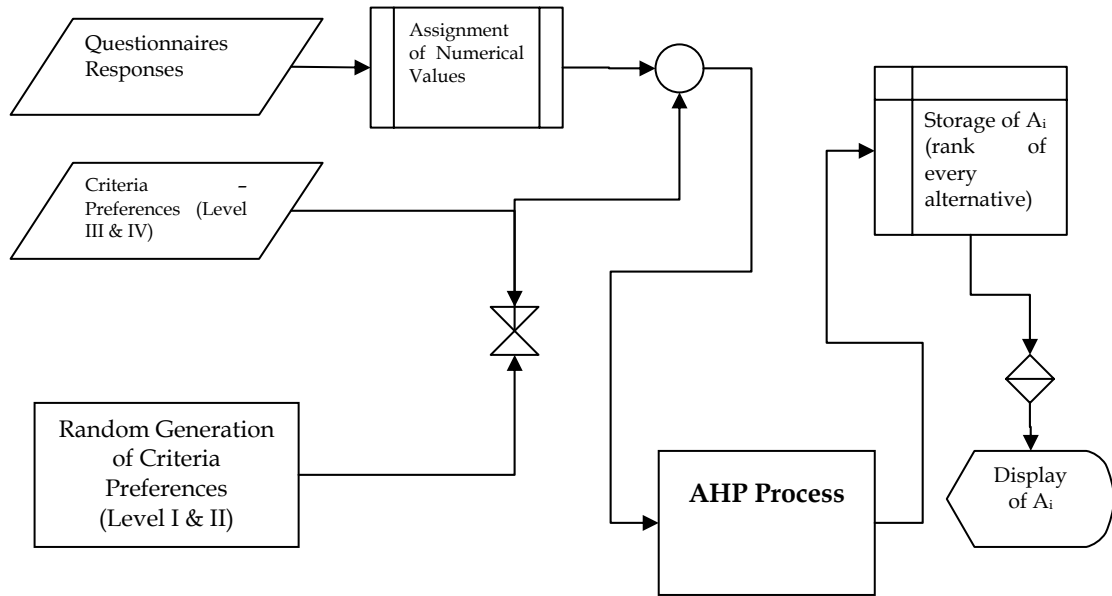 Questionnaires
Responses
Assignment
of Numerical
Values
Criteria –
Preferences (Level
III & IV)
Random Generation
of Criteria
Preferences
(Level I & II)
AHP Process
Storage of Aᵢ
(rank of
every
alternative)
Display
of Aᵢ